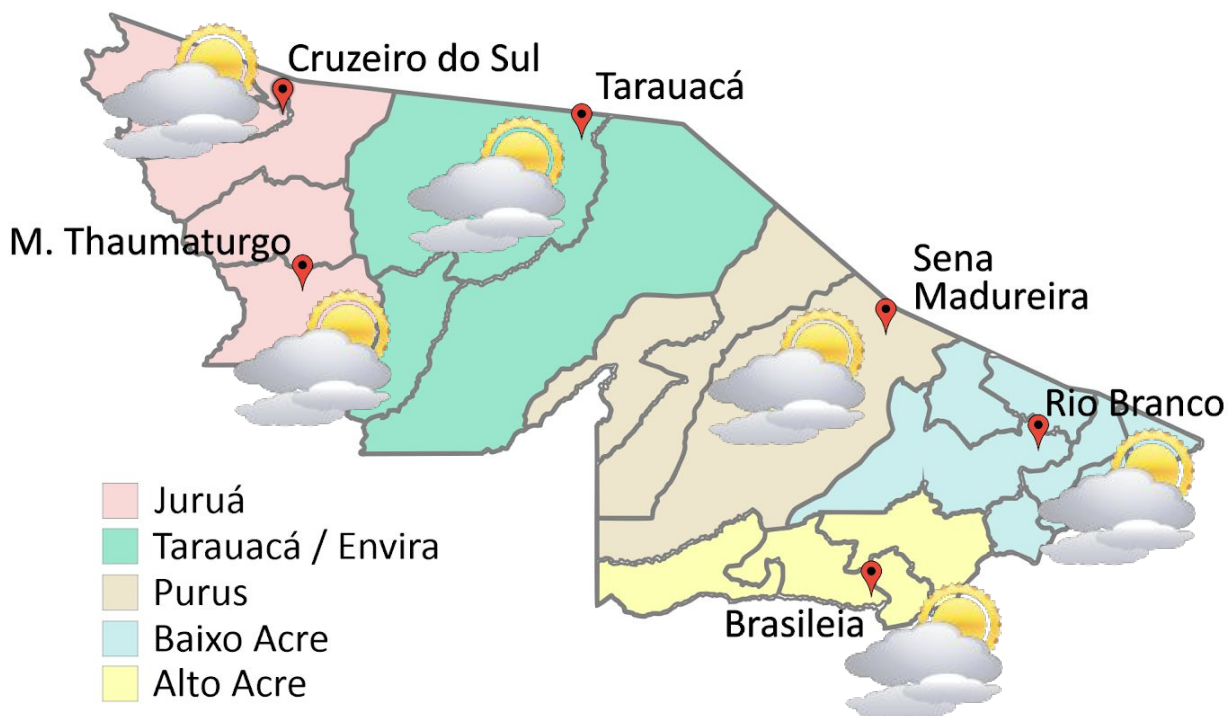 Cruzeiro do Sul
Tarauacá
M. Thaumaturgo
Sena
Madureira
Rio Branco
Brasileia
Juruá
Tarauacá / Envira
Purus
Baixo Acre
Alto Acre